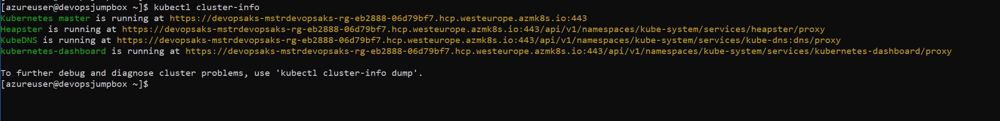 [azureuser@devopsjumpbox ~]$ kubectl cluster-info
Kubernetes master is running at https://devopsaks-mstrdevopsaks-rg-eb2888-06d79bf7.hcp.westeurope.azmk8s.io:443
Heapster is running at https://devopsaks-mstrdevopsaks-rg-eb2888-06d79bf7.hcp.westeurope.azmk8s.io:443/api/v1/namespaces/kube-system/services/heapster/proxy
KubeDNS is running at https://devopsaks-mstrdevopsaks-rg-eb2888-06d79bf7.hcp.westeurope.azmk8s.io:443/api/v1/namespaces/kube-system/services/kube-dns:dns/proxy
kubernetes-dashboard is running at https://devopsaks-mstrdevopsaks-rg-eb2888-06d79bf7.hcp.westeurope.azmk8s.io:443/api/v1/namespaces/kube-system/services/kubernetes-dashboard/proxy
To further debug and diagnose cluster problems, use 'kubectl cluster-info dump'.
[azureuser@devopsjumpbox ~]$